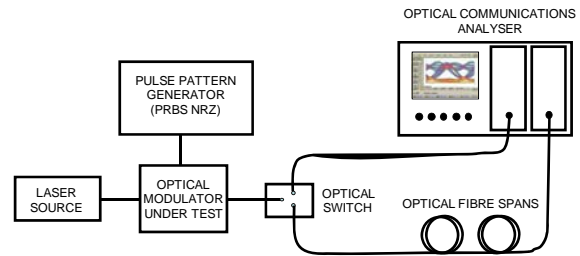 OPTICAL COMMUNICATIONS
ANALYSER
PULSE PATTERN
GENERATOR
(PRBS NRZ)
LASER
SOURCE
OPTICAL
MODULATOR
UNDER TEST
OPTICAL
SWITCH
OPTICAL FIBRE SPANS